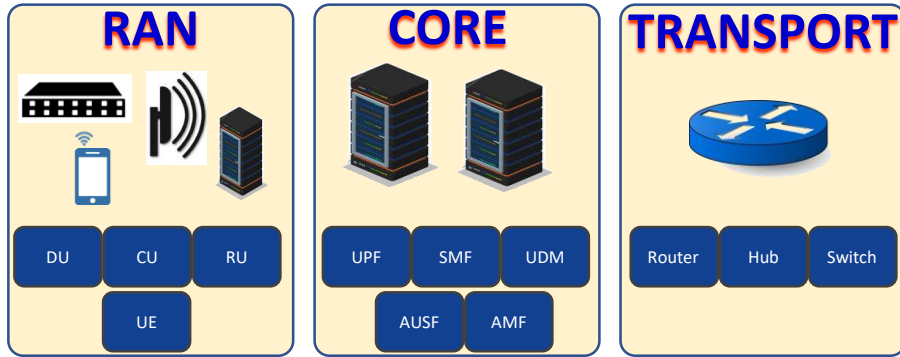 RAN
DU CU RU
UE
CORE
UPF SMF UDM
AUSF AMF
TRANSPORT
Router Hub Switch